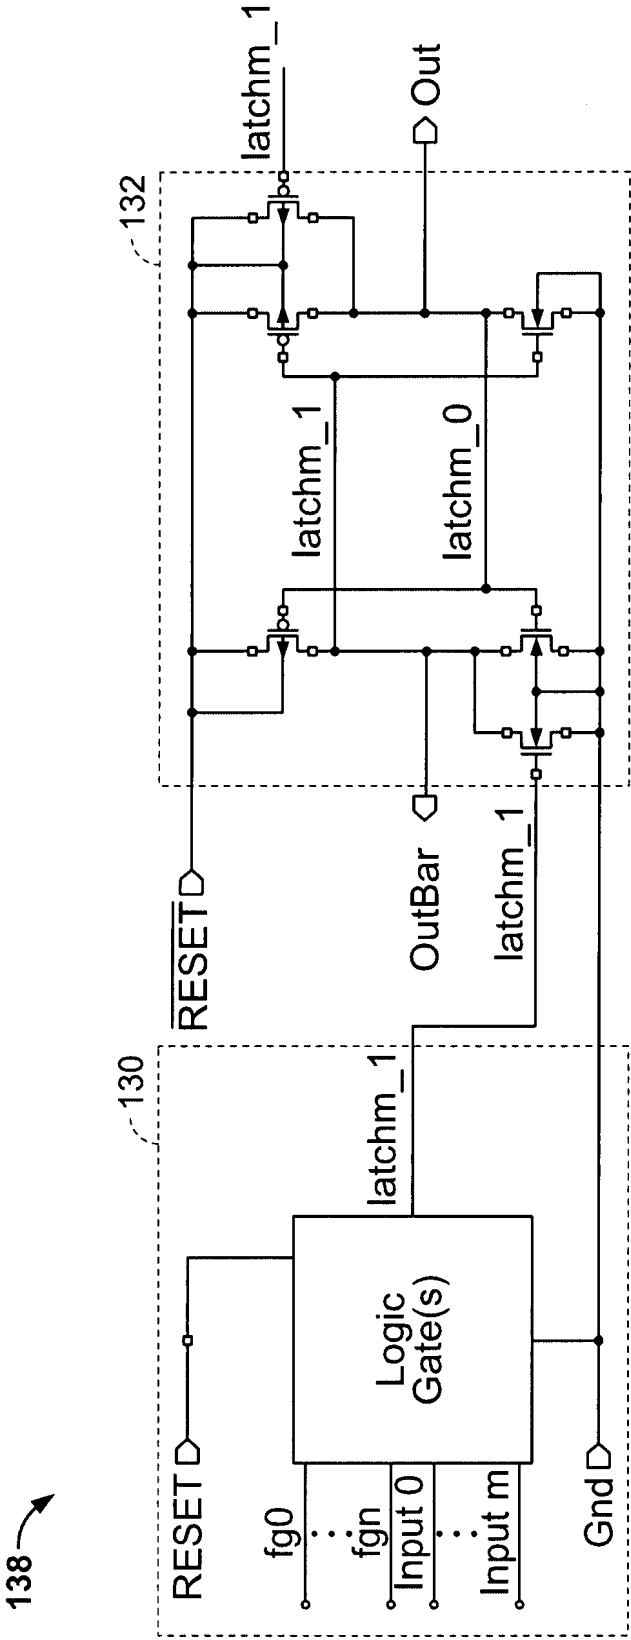 138
130
132
RESET
RESET
latchm_1
latchm_1
Out
latchm_1
latchm_0
OutBar
latchm_1
latchm_1
Logic
Gate(s)
fg0
fgn
Input 0
Input m
Gnd